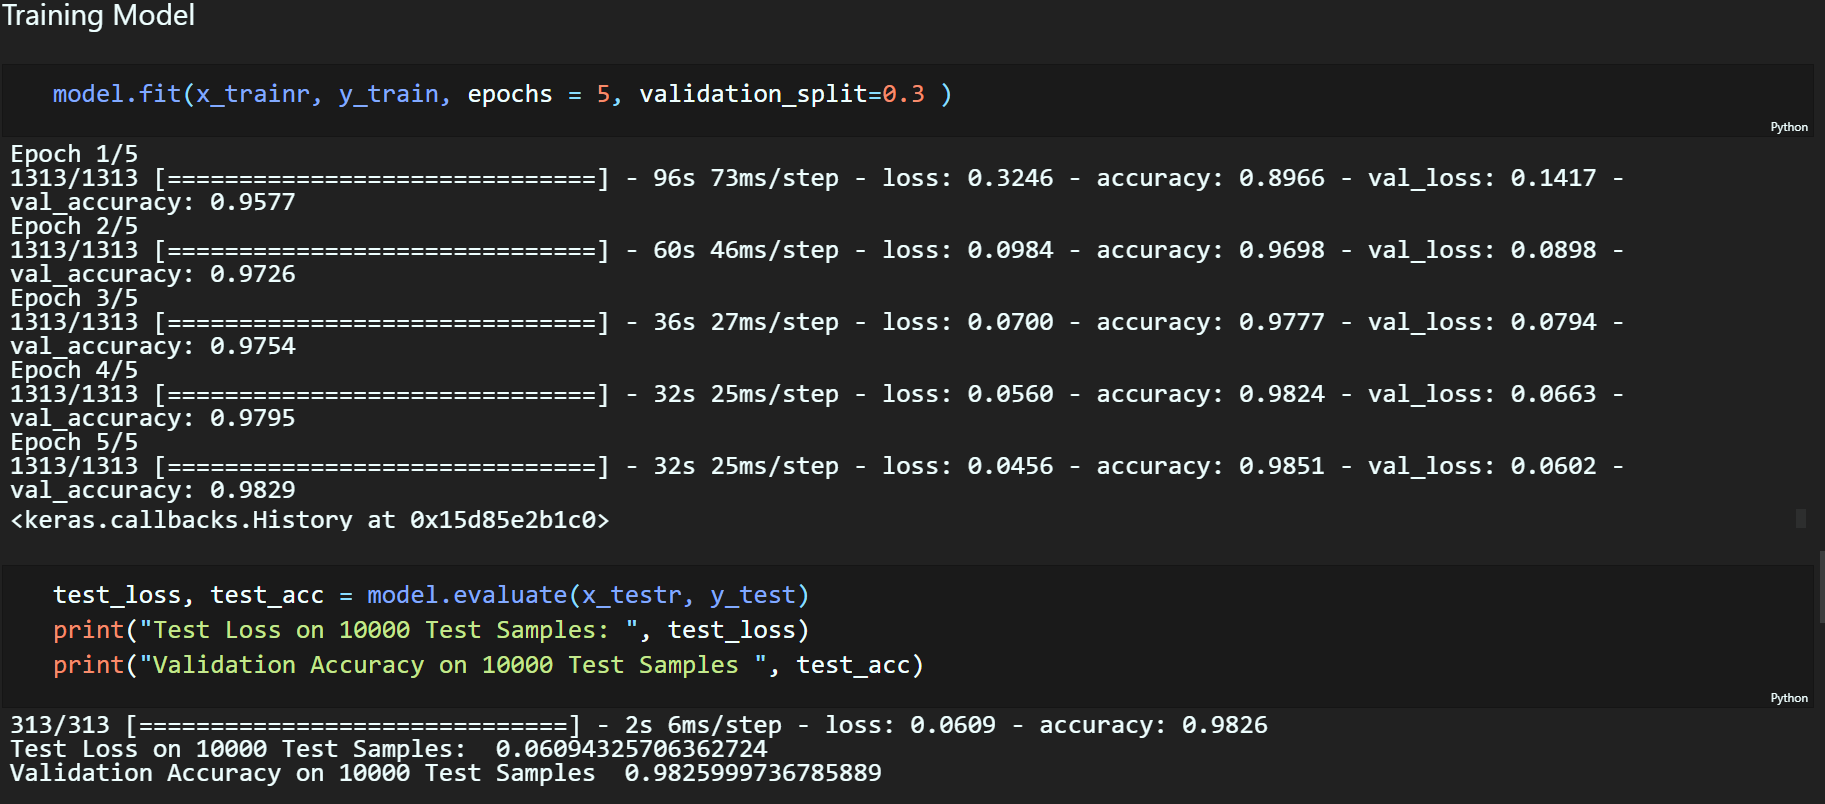 Training Model
model.fit(x_trainr, y_train, epochs = 5, validation_split=0.3 )
Python
Epoch 1/5
1313/1313 [==============================] - 96s 73ms/step - loss: 0.3246 - accuracy: 0.8966 - val_loss: 0.1417 -
val_accuracy: 0.9577
Epoch 2/5
1313/1313 [==============================] - 60s 46ms/step - loss: 0.0984 - accuracy: 0.9698 - val_loss: 0.0898 -
val_accuracy: 0.9726
Epoch 3/5
1313/1313 [==============================] - 36s 27ms/step - loss: 0.0700 - accuracy: 0.9777 - val_loss: 0.0794 -
val_accuracy: 0.9754
Epoch 4/5
1313/1313 [==============================] - 32s 25ms/step - loss: 0.0560 - accuracy: 0.9824 - val_loss: 0.0663 -
val_accuracy: 0.9795
Epoch 5/5
1313/1313 [==============================] - 32s 25ms/step - loss: 0.0456 - accuracy: 0.9851 - val_loss: 0.0602 -
val_accuracy: 0.9829
<keras.callbacks.History at 0x15d85e2b1c0>
test_loss, test_acc = model.evaluate(x_testr, y_test)
print("Test Loss on 10000 Test Samples: ", test_loss)
print("Validation Accuracy on 10000 Test Samples ", test_acc)
Python
313/313 [==============================] - 2s 6ms/step - loss: 0.0609 - accuracy: 0.9826
Test Loss on 10000 Test Samples:  0.06094325706362724
Validation Accuracy on 10000 Test Samples  0.9825999736785889